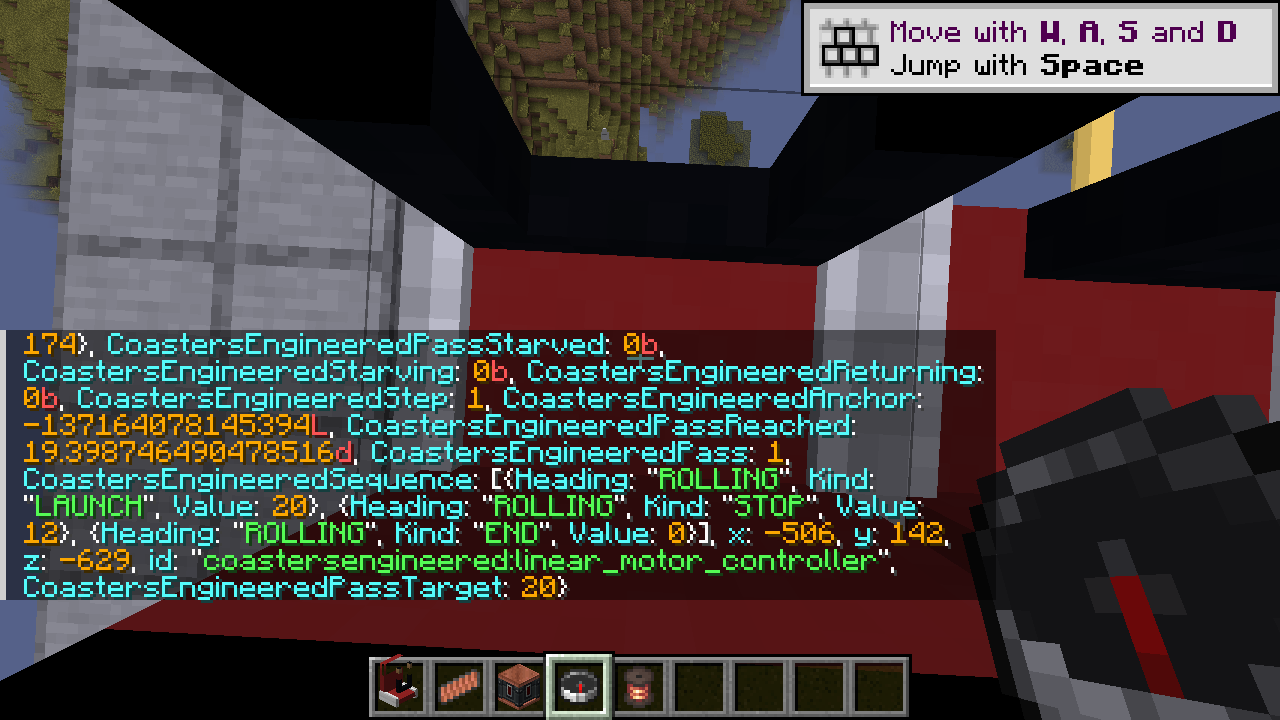 Move with W, A, S and D
Jump with Space
174}, CoastersEngineeredPassStarved: 0b,
CoastersEngineeredStarving: 0b, CoastersEngineeredReturning:
0b, CoastersEngineeredStep: 1, CoastersEngineeredAnchor:
-137164078145394L, CoastersEngineeredPassReached:
19.398746490478516d, CoastersEngineeredPass: 1,
CoastersEngineeredSequence: [{Heading: "ROLLING", Kind:
"LAUNCH", Value: 20}, {Heading: "ROLLING", Kind: "STOP", Value:
12}, {Heading: "ROLLING", Kind: "END", Value: 0}], x: -506, y: 142,
z: -629, id: "coastersengineered:linear_motor_controller",
CoastersEngineeredPassTarget: 20}